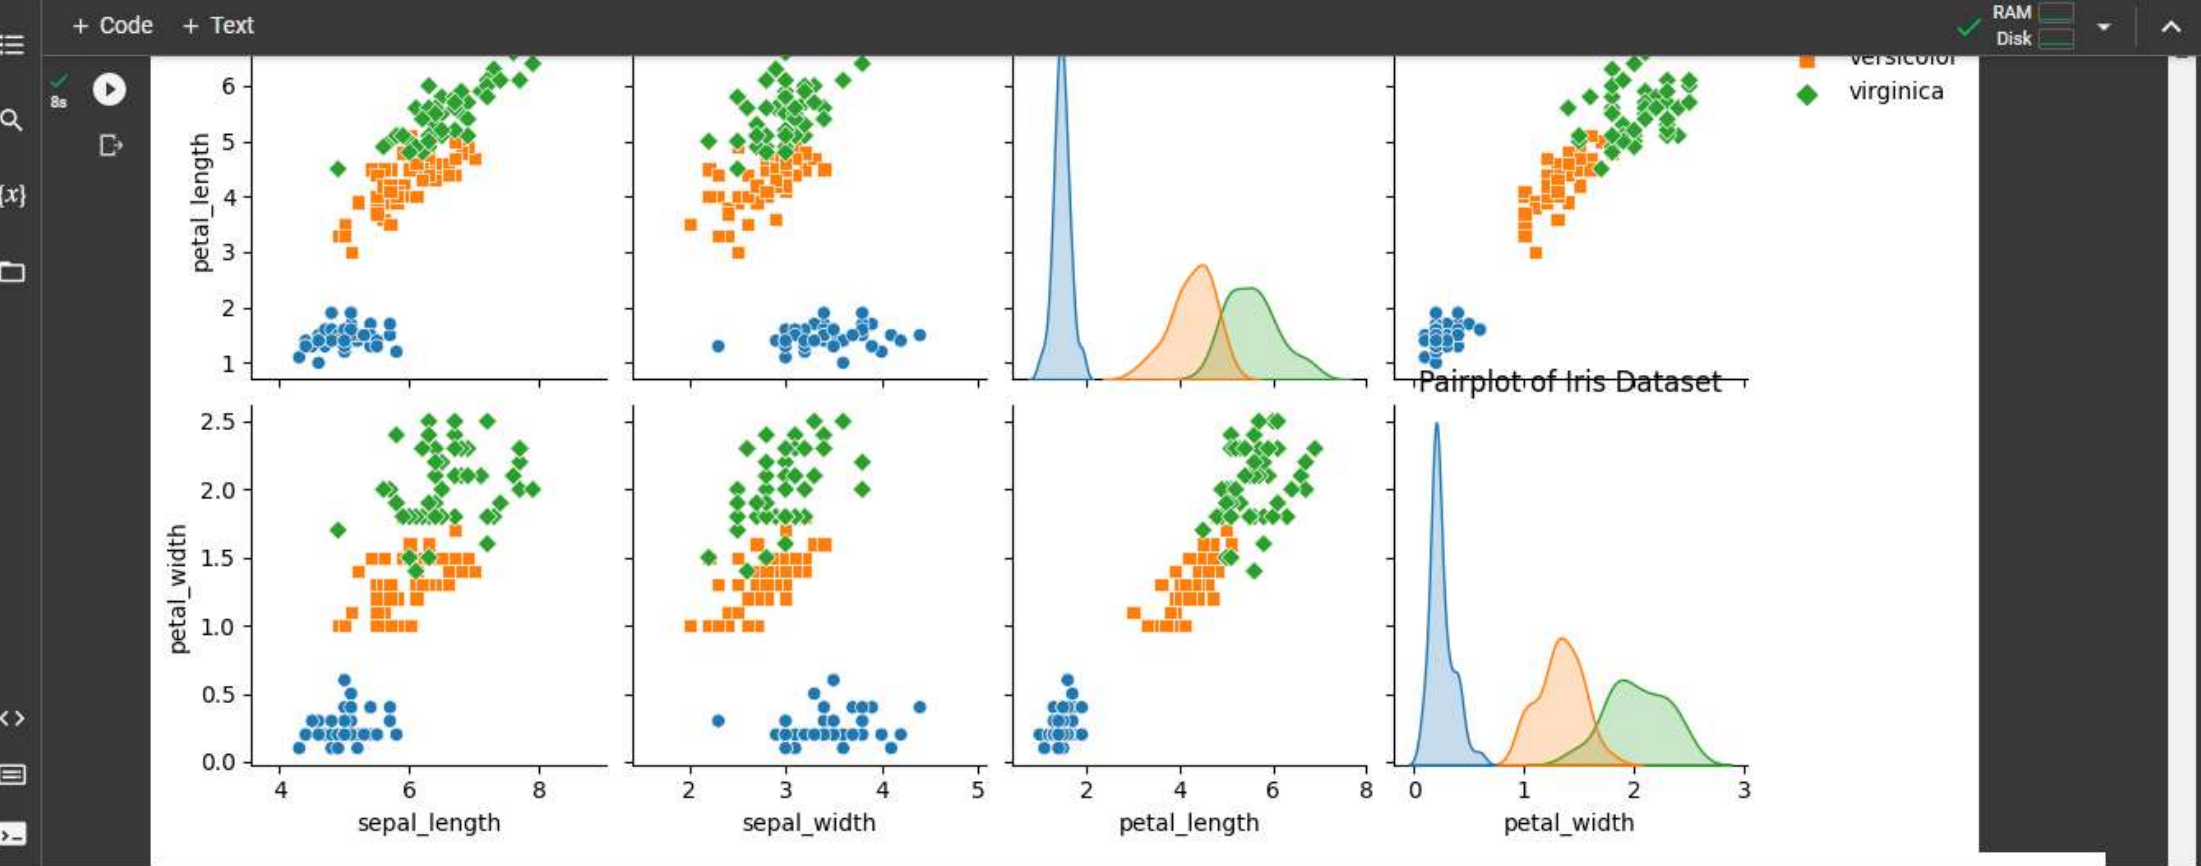 + Code + Text
RAM
Disk
8s
{x}
versicolor
virginica
6
5
4
3
2
1
petal_length
Pairplot of Iris Dataset
2.5
2.0
1.5
1.0
0.5
0.0
petal_width
4 6 8 2 3 4 5 2 4 6 8 0 1 2 3
sepal_length sepal_width petal_length petal_width